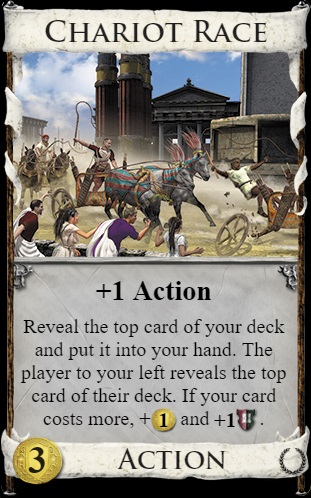 CHARIOT RACE
+1 Action
Reveal the top card of your deck
and put it into your hand. The
player to your left reveals the top
card of their deck. If your card
costs more, + 1 and +1 .
3 ACTION